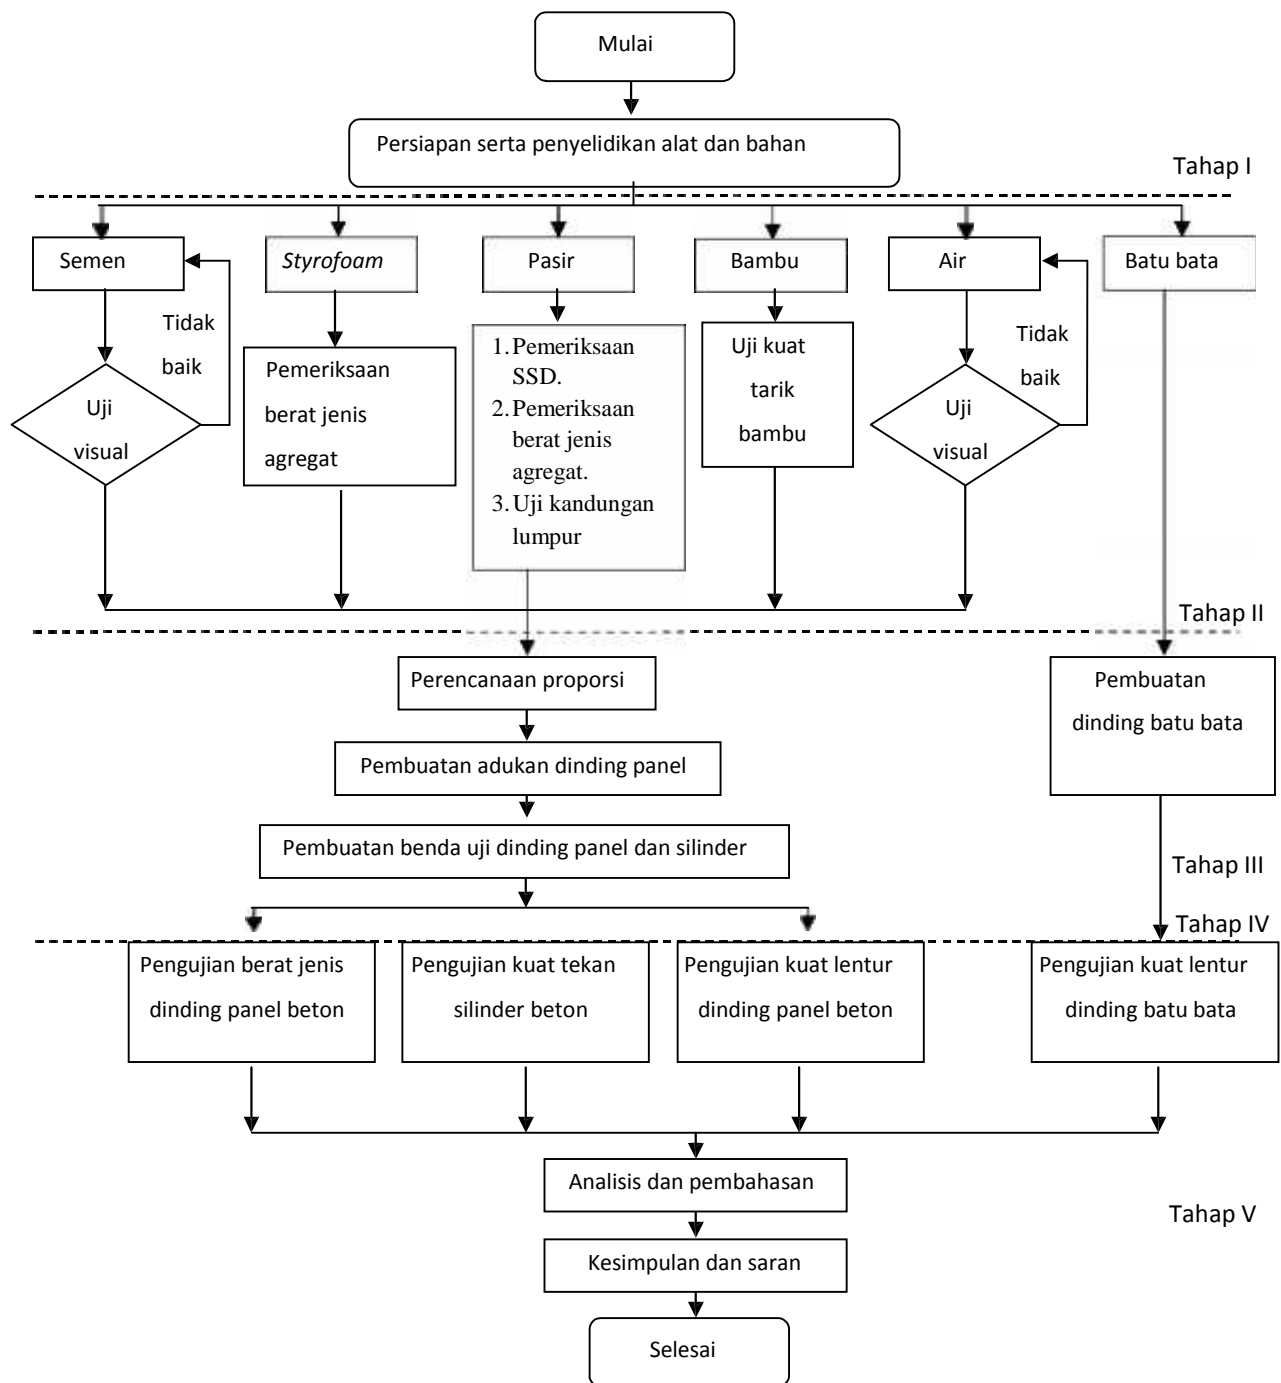 Mulai
Persiapan serta penyelidikan alat dan bahan
Tahap I
Semen
Styrofoam
Pasir
Bambu
Air
Batu bata
Tidak
baik
Uji
visual
Pemeriksaan
berat jenis
agregat
1. Pemeriksaan
SSD.
2. Pemeriksaan
berat jenis
agregat.
3. Uji kandungan
lumpur
Uji kuat
tarik
bambu
Tidak
baik
Uji
visual
Tahap II
Perencanaan proporsi
Pembuatan
dinding batu bata
Pembuatan adukan dinding panel
Pembuatan benda uji dinding panel dan silinder
Tahap III
Tahap IV
Pengujian berat jenis
dinding panel beton
Pengujian kuat tekan
silinder beton
Pengujian kuat lentur
dinding panel beton
Pengujian kuat lentur
dinding batu bata
Analisis dan pembahasan
Tahap V
Kesimpulan dan saran
Selesai